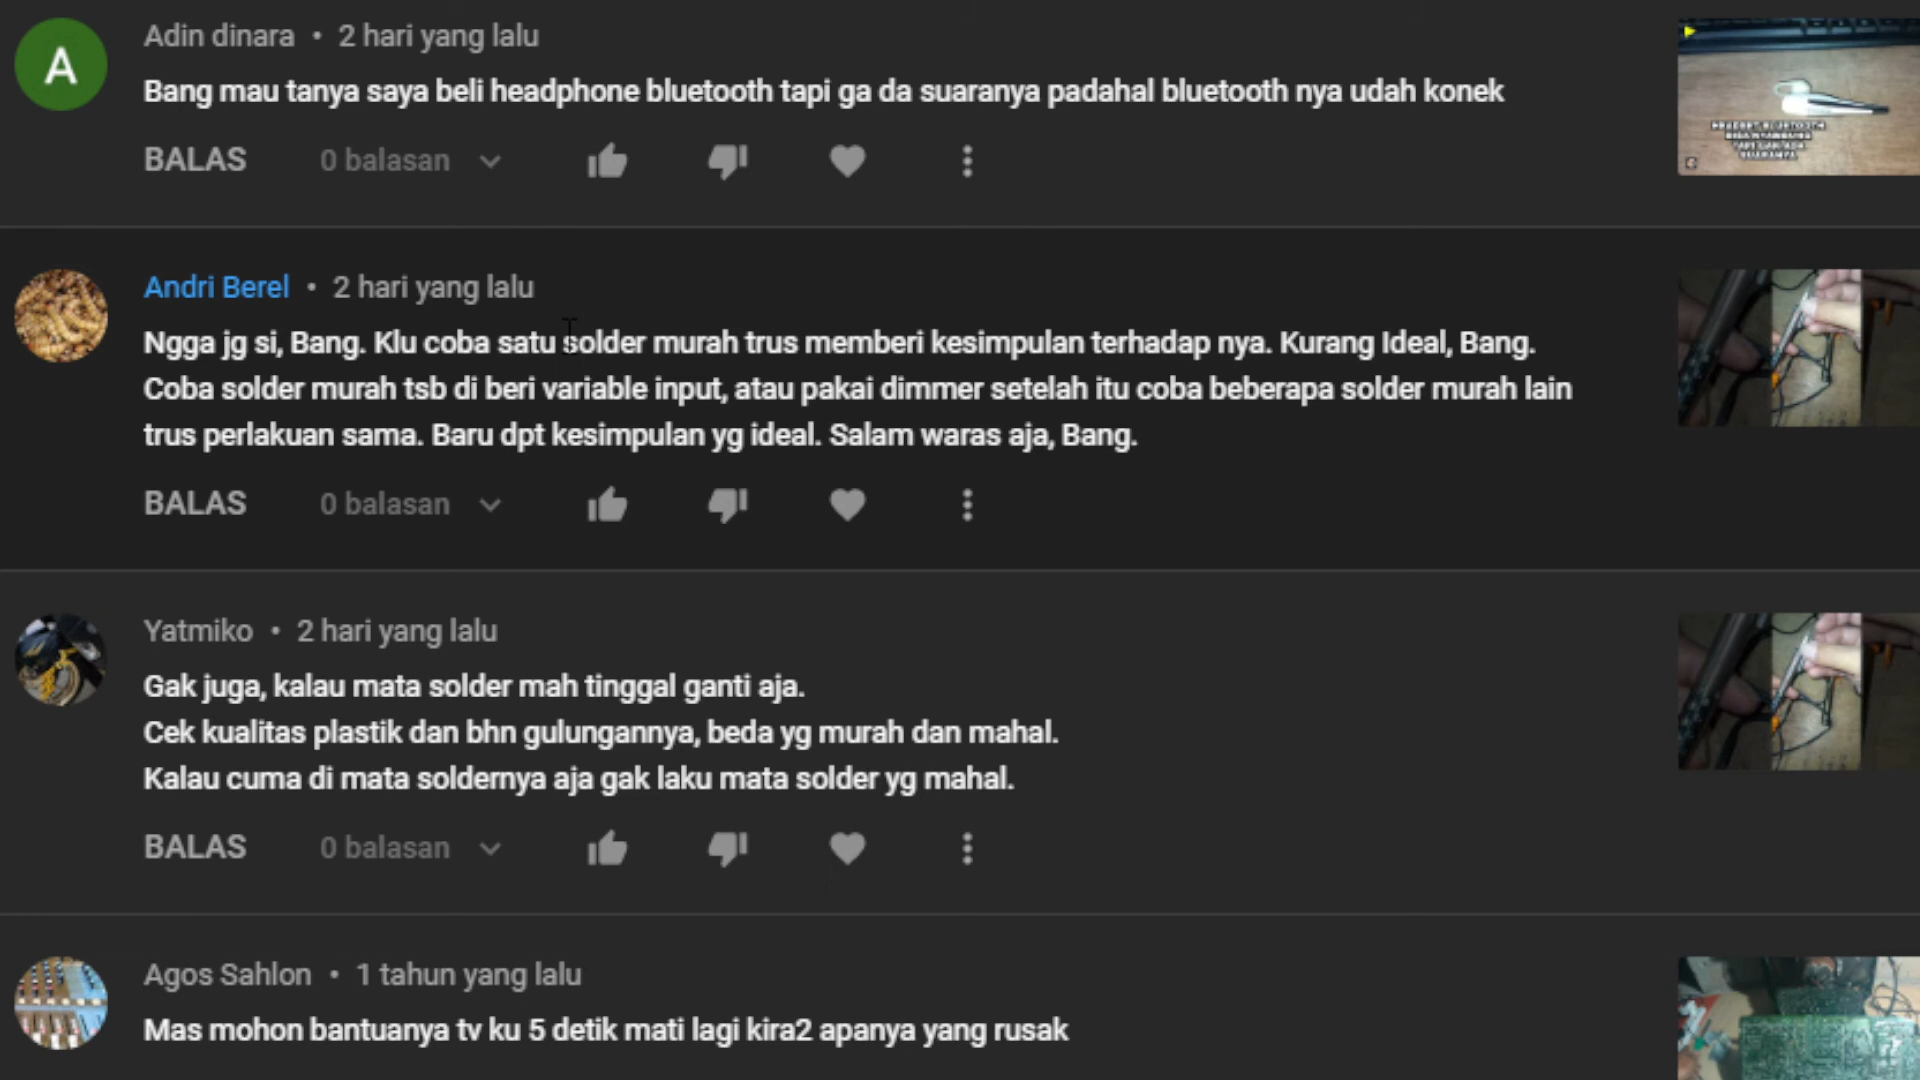 A
Adin dinara • 2 hari yang lalu
Bang mau tanya saya beli headphone bluetooth tapi ga da suaranya padahal bluetooth nya udah konek
BALAS 0 balasan
Andri Berel • 2 hari yang lalu
Ngga jg si, Bang. Klu coba satu solder murah trus memberi kesimpulan terhadap nya. Kurang Ideal, Bang.
Coba solder murah tsb di beri variable input, atau pakai dimmer setelah itu coba beberapa solder murah lain
trus perlakuan sama. Baru dpt kesimpulan yg ideal. Salam waras aja, Bang.
BALAS 0 balasan
Yatmiko • 2 hari yang lalu
Gak juga, kalau mata solder mah tinggal ganti aja.
Cek kualitas plastik dan bhn gulungannya, beda yg murah dan mahal.
Kalau cuma di mata soldernya aja gak laku mata solder yg mahal.
BALAS 0 balasan
Agos Sahlon • 1 tahun yang lalu
Mas mohon bantuanya tv ku 5 detik mati lagi kira2 apanya yang rusak